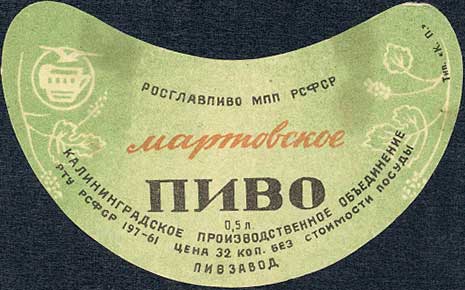 РОСГЛАВПИВО МПП РСФСР
мартовское
ПИВО
0,5 л.
КАЛИНИНГРАДСКОЕ ПРОИЗВОДСТВЕННОЕ ОБЪЕДИНЕНИЕ
РТУ РСФСР 197-61 ЦЕНА 32 КОП. БЕЗ СТОИМОСТИ ПОСУДЫ
ПИВЗАВОД
Тип. «К. П.»